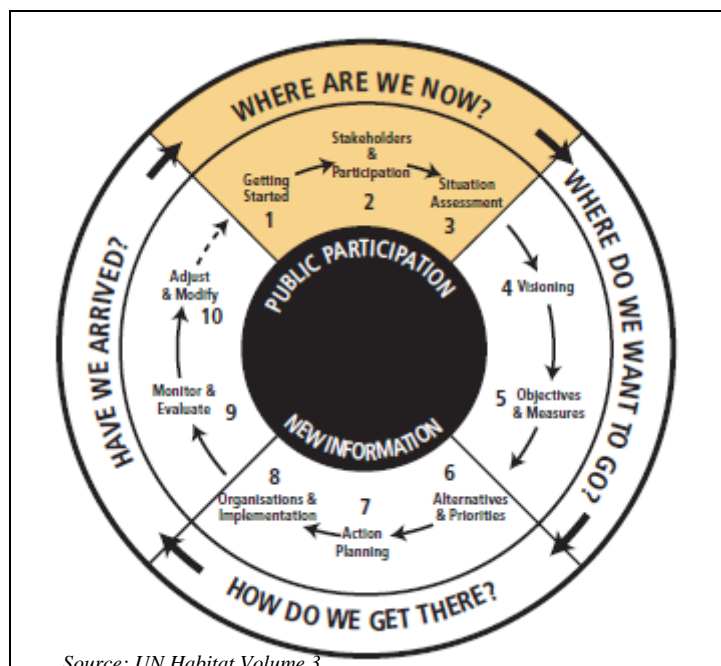 WHERE ARE WE NOW?
Getting
Started
1
Stakeholders
&
Participation
2
Situation
Assessment
3
WHERE DO WE WANT TO GO?
4 Visioning
5 Objectives
& Measures
HOW DO WE GET THERE?
6
Alternatives
& Priorities
7
Action
Planning
8
Organisations &
Implementation
HAVE WE ARRIVED?
Monitor &
Evaluate 9
Adjust
& Modify
10
PUBLIC PARTICIPATION
NEW INFORMATION
Source: UN Habitat Volume 3